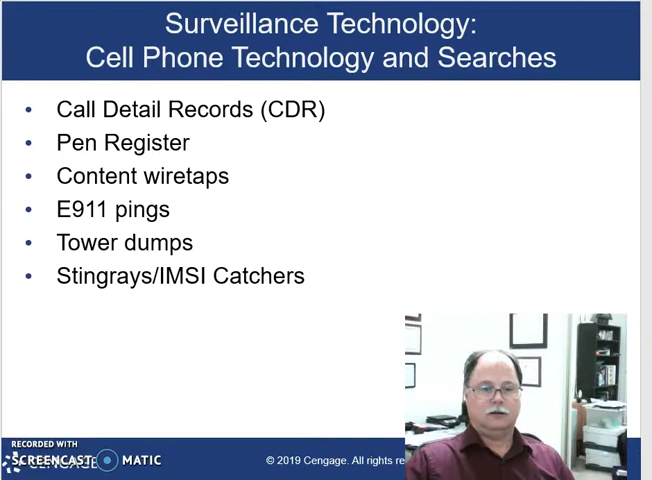 Surveillance Technology:
Cell Phone Technology and Searches
• Call Detail Records (CDR)
• Pen Register
• Content wiretaps
• E911 pings
• Tower dumps
• Stingrays/IMSI Catchers
RECORDED WITH
SCREENCAST MATIC
CENGAGE
© 2019 Cengage. All rights